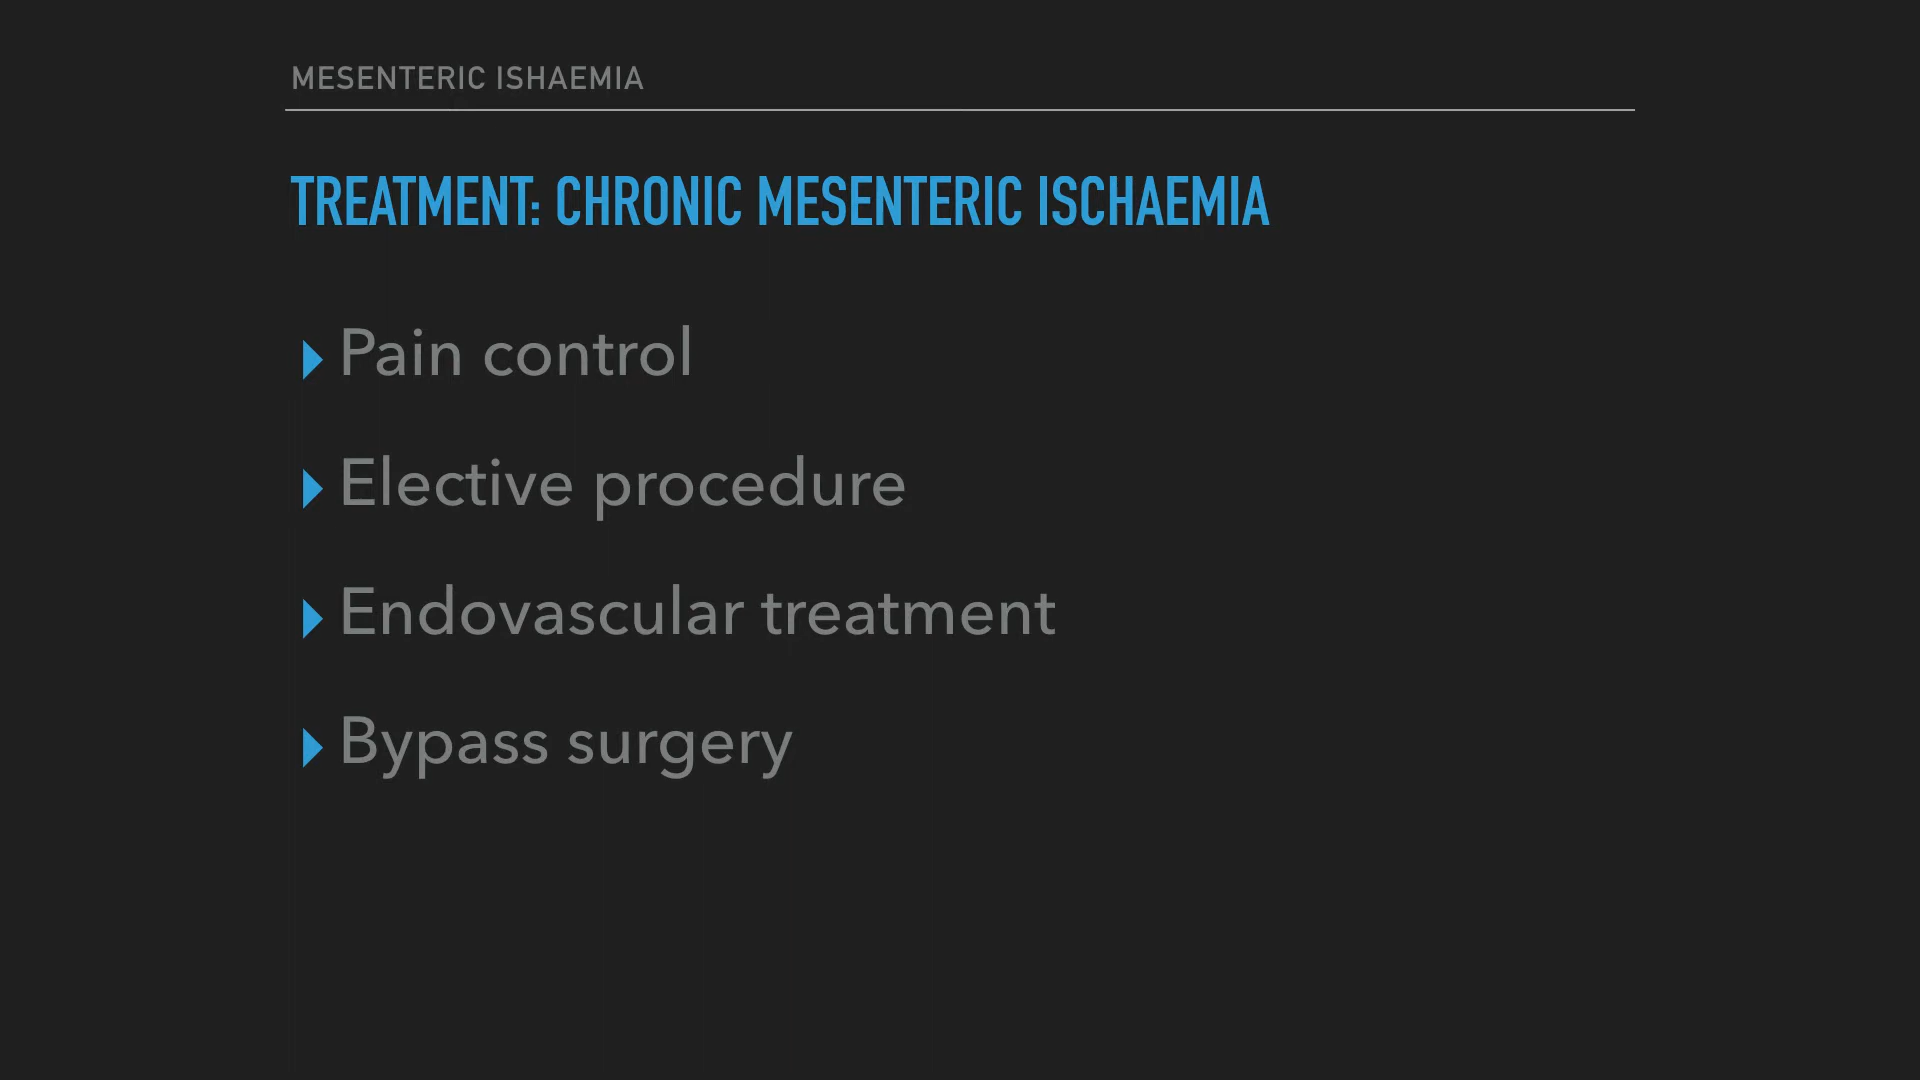 MESENTERIC ISHAEMIA
TREATMENT: CHRONIC MESENTERIC ISCHAEMIA
Pain control
Elective procedure
Endovascular treatment
Bypass surgery